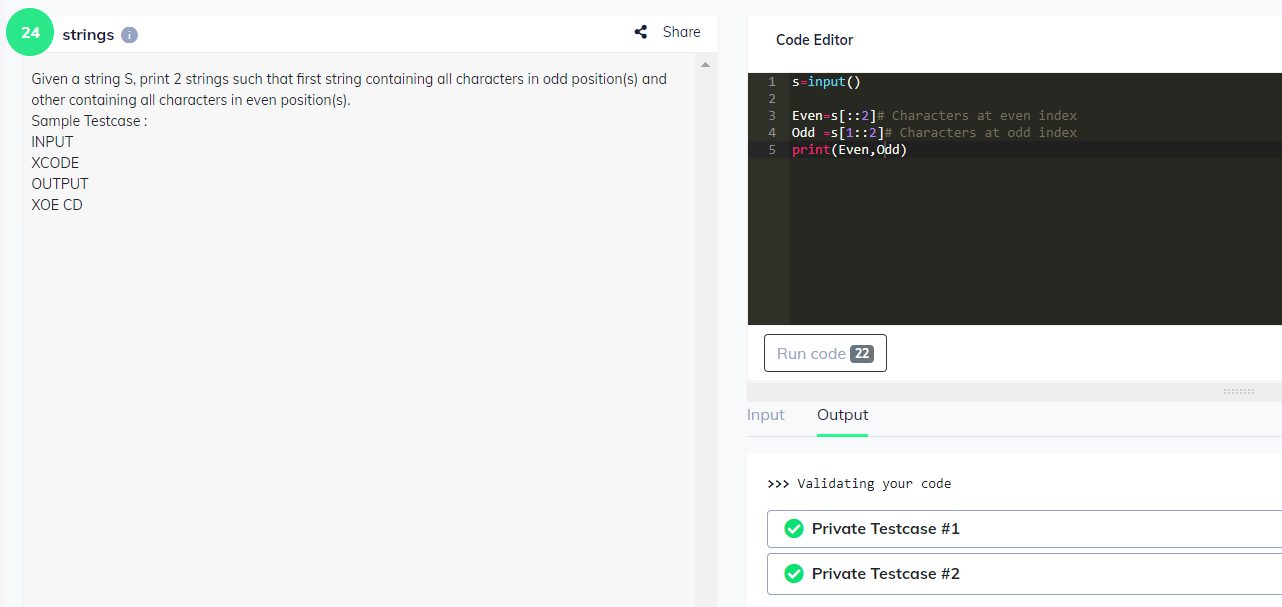 24
strings i
Share
Given a string S, print 2 strings such that first string containing all characters in odd position(s) and
other containing all characters in even position(s).
Sample Testcase :
INPUT
XCODE
OUTPUT
XOE CD
Code Editor
1 s=input()
2
3 Even=s[::2]# Characters at even index
4 Odd =s[1::2]# Characters at odd index
5 print(Even,Odd)
Run code 22
Input Output
>>> Validating your code
Private Testcase #1
Private Testcase #2